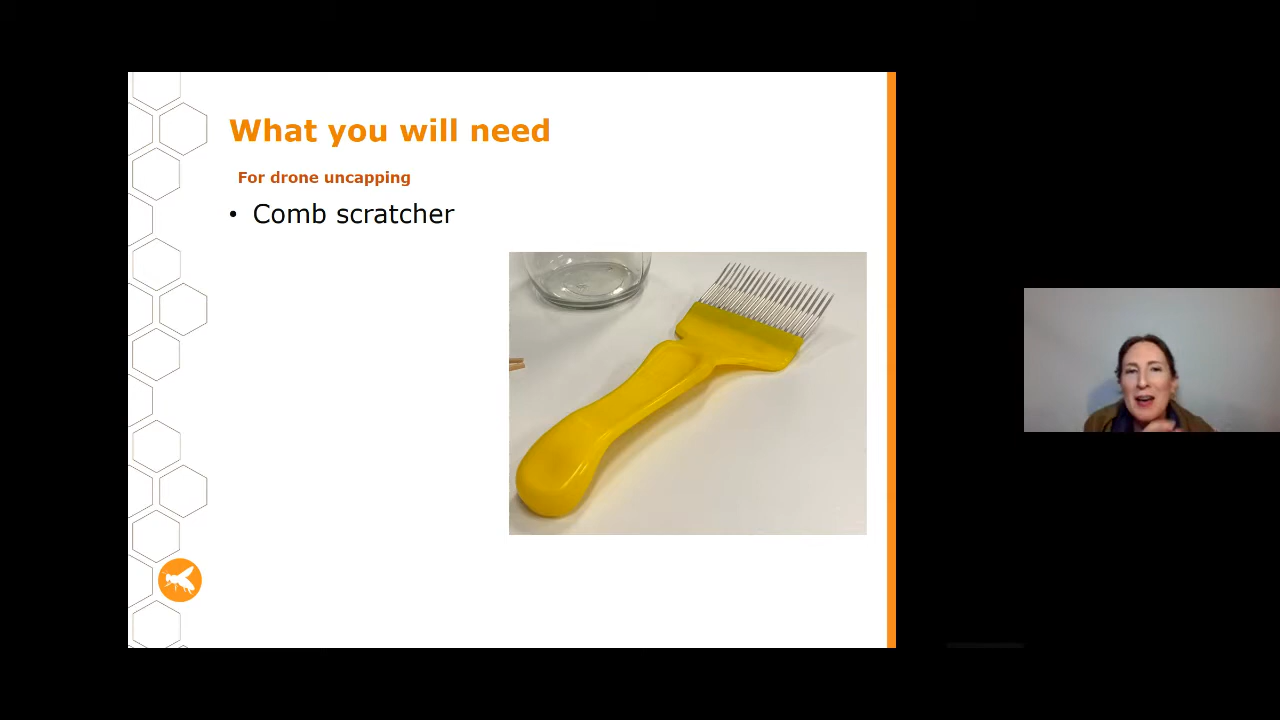 What you will need
For drone uncapping
• Comb scratcher